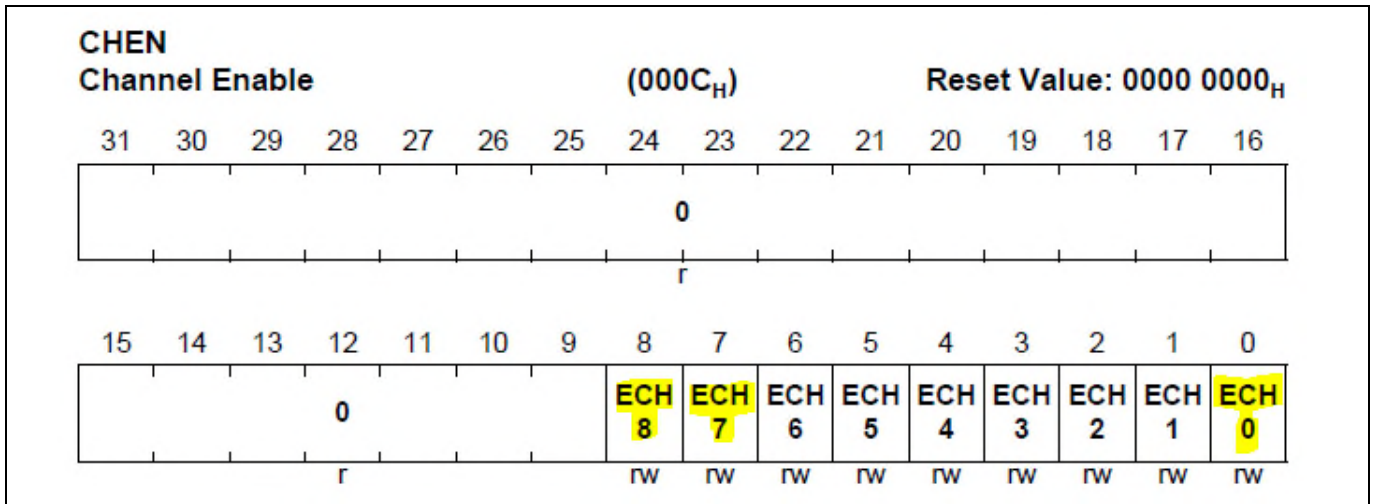 CHEN
Channel Enable (000CH) Reset Value: 0000 0000H
31 30 29 28 27 26 25 24 23 22 21 20 19 18 17 16
0
r
15 14 13 12 11 10 9 8 7 6 5 4 3 2 1 0
0 ECH 8 ECH 7 ECH 6 ECH 5 ECH 4 ECH 3 ECH 2 ECH 1 ECH 0
r rw rw rw rw rw rw rw rw rw